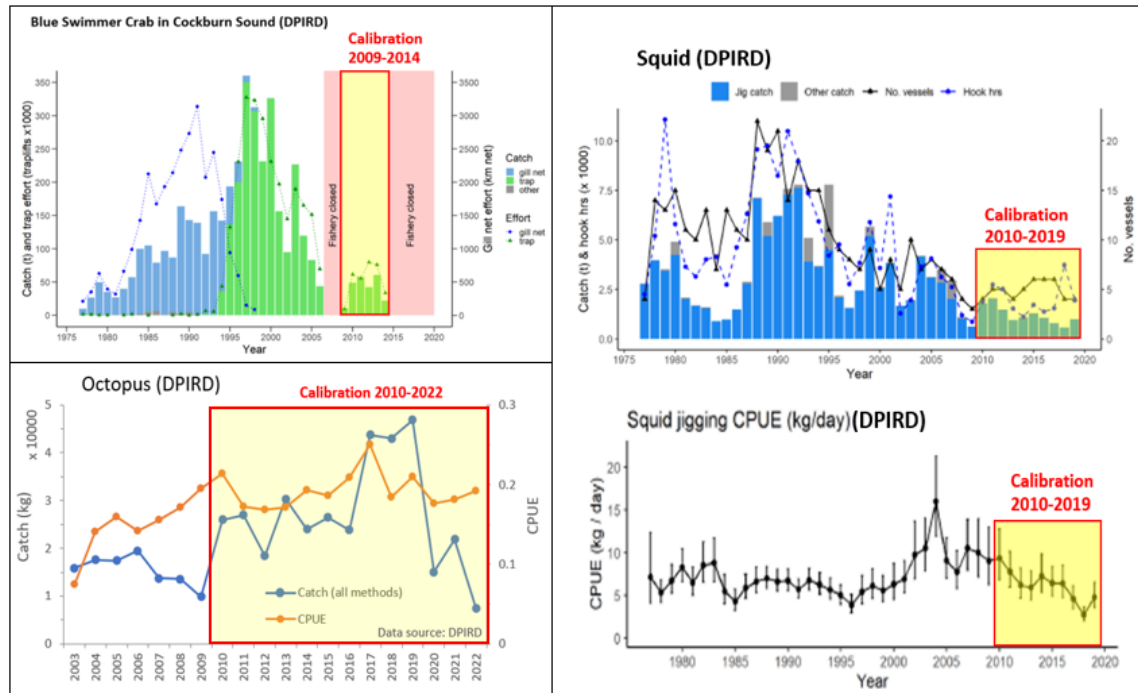 Blue Swimmer Crab in Cockburn Sound (DPIRD)
Calibration
2009-2014
Catch (t) and trap effort (traplifts x1000)
350
300
250
200
150
100
50
0
Fishery closed
Fishery closed
3500
3000
2500
2000
1500
1000
500
0
Gill net effort (km net)
Catch
gill net
trap
other
Effort
gill net
trap
1975 1980 1985 1990 1995 2000 2005 2010 2015 2020
Year
Squid (DPIRD)
Jig catch Other catch No. vessels Hook hrs
Catch (t) & hook hrs (x 1000)
10.0
7.5
5.0
2.5
0.0
Calibration
2010-2019
20
15
10
5
0
No. vessels
1975 1980 1985 1990 1995 2000 2005 2010 2015 2020
Year
Octopus (DPIRD)
Calibration 2010-2022
x 10000
Catch (kg)
5
4
3
2
1
0
0.3
0.2
0.1
0
CPUE
Catch (all methods)
CPUE
Data source: DPIRD
2003 2004 2005 2006 2007 2008 2009 2010 2011 2012 2013 2014 2015 2016 2017 2018 2019 2020 2021 2022
Squid jigging CPUE (kg/day) (DPIRD)
CPUE (kg / day)
20
15
10
5
0
Calibration
2010-2019
1980 1985 1990 1995 2000 2005 2010 2015 2020
Year